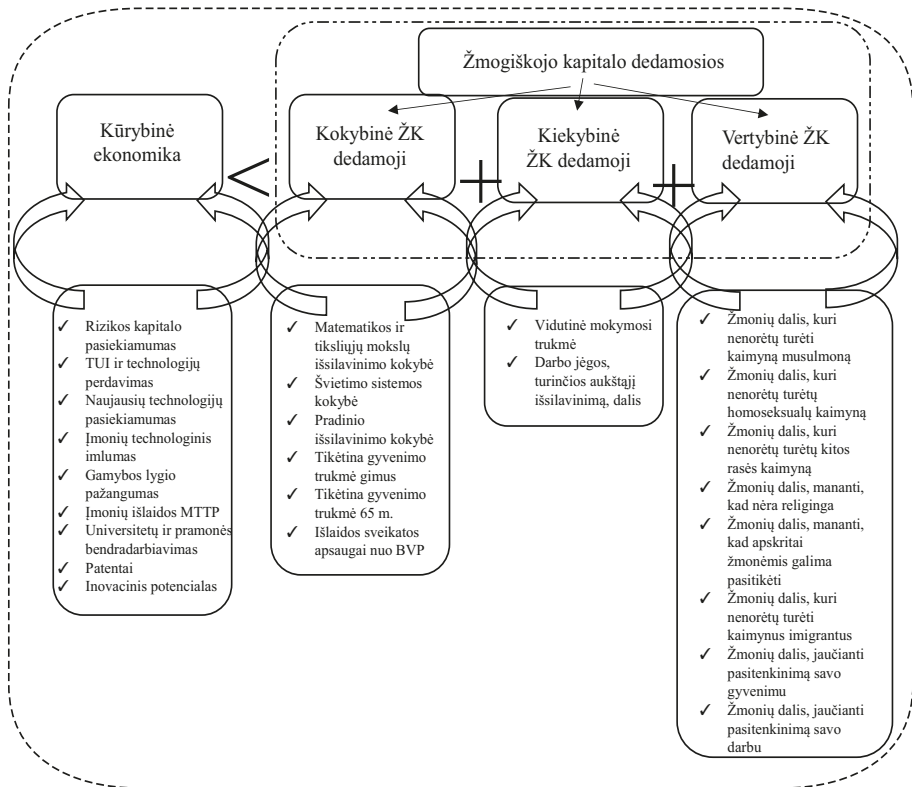 Žmogiškojo kapitalo dedamosios
Kūrybinė
ekonomika
<
Kokybinė ŽK
dedamoji
+
Kiekybinė
ŽK dedamoji
+
Vertybinė ŽK
dedamoji
✓ Rizikos kapitalo
pasiekiamumas
✓ TUI ir technologijų
perdavimas
✓ Naujausių technologijų
pasiekiamumas
✓ Įmonių technologinis
imlumas
✓ Gamybos lygio
pažangumas
✓ Įmonių išlaidos MTTP
✓ Universitetų ir pramonės
bendradarbiavimas
✓ Patentai
✓ Inovacinis potencialas
✓ Matematikos ir
tiksliųjų mokslų
išsilavinimo kokybė
✓ Švietimo sistemos
kokybė
✓ Pradinio
išsilavinimo kokybė
✓ Tikėtina gyvenimo
trukmė gimus
✓ Tikėtina gyvenimo
trukmė 65 m.
✓ Išlaidos sveikatos
apsaugai nuo BVP
✓ Vidutinė mokymosi
trukmė
✓ Darbo jėgos,
turinčios aukštąjį
išsilavinimą, dalis
✓ Žmonių dalis, kuri
nenorėtų turėti
kaimyną musulmoną
✓ Žmonių dalis, kuri
nenorėtų turėtų
homoseksualų kaimyną
✓ Žmonių dalis, kuri
nenorėtų turėtų kitos
rasės kaimyną
✓ Žmonių dalis, mananti,
kad nėra religinga
✓ Žmonių dalis, mananti,
kad apskritai
žmonėmis galima
pasitikėti
✓ Žmonių dalis, kuri
nenorėtų turėti
kaimynus imigrantus
✓ Žmonių dalis, jaučianti
pasitenkinimą savo
gyvenimu
✓ Žmonių dalis, jaučianti
pasitenkinimą savo
darbu